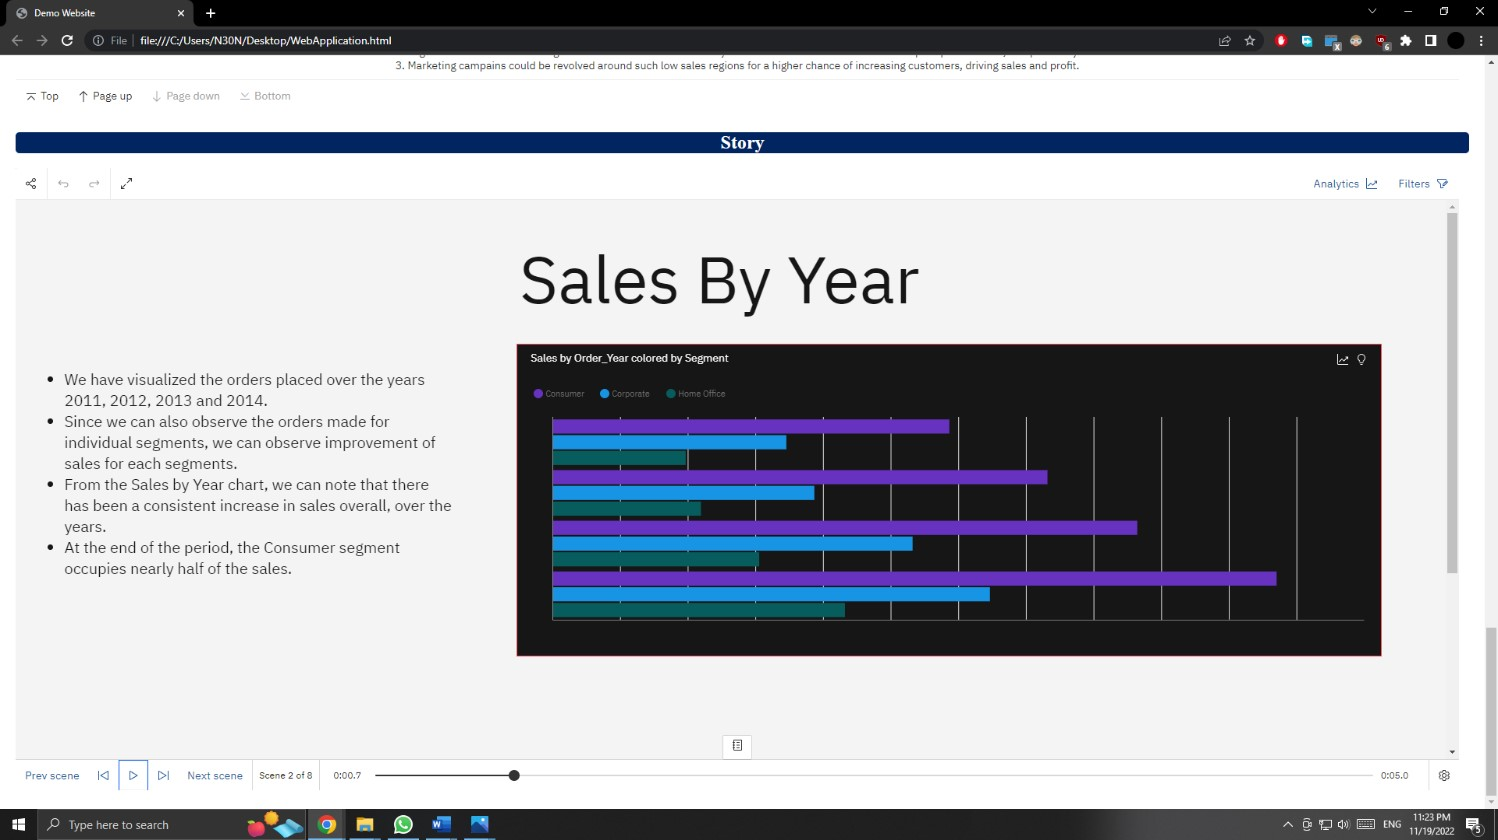 Demo Website
File
file:///C:/Users/N30N/Desktop/WebApplication.html
3. Marketing campains could be revolved around such low sales regions for a higher chance of increasing customers, driving sales and profit.
Top Page up Page down Bottom
Story
Analytics Filters
Sales By Year
We have visualized the orders placed over the years
2011, 2012, 2013 and 2014.
Since we can also observe the orders made for
individual segments, we can observe improvement of
sales for each segments.
From the Sales by Year chart, we can note that there
has been a consistent increase in sales overall, over the
years.
At the end of the period, the Consumer segment
occupies nearly half of the sales.
Sales by Order_Year colored by Segment
Consumer Corporate Home Office
Prev scene Next scene Scene 2 of 8 0:00.7 0:05.0
Type here to search
ENG
11:23 PM
11/19/2022
5